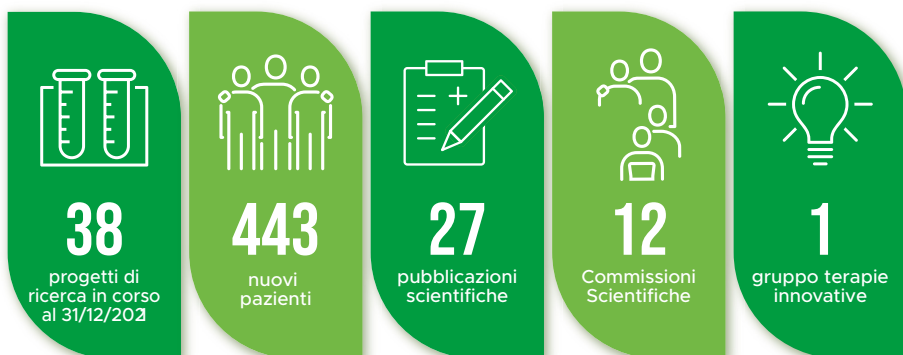 38
progetti di
ricerca in corso
al 31/12/202
443
nuovi
pazienti
27
pubblicazioni
scientifiche
12
Commissioni
Scientifiche
1
gruppo terapie
innovative